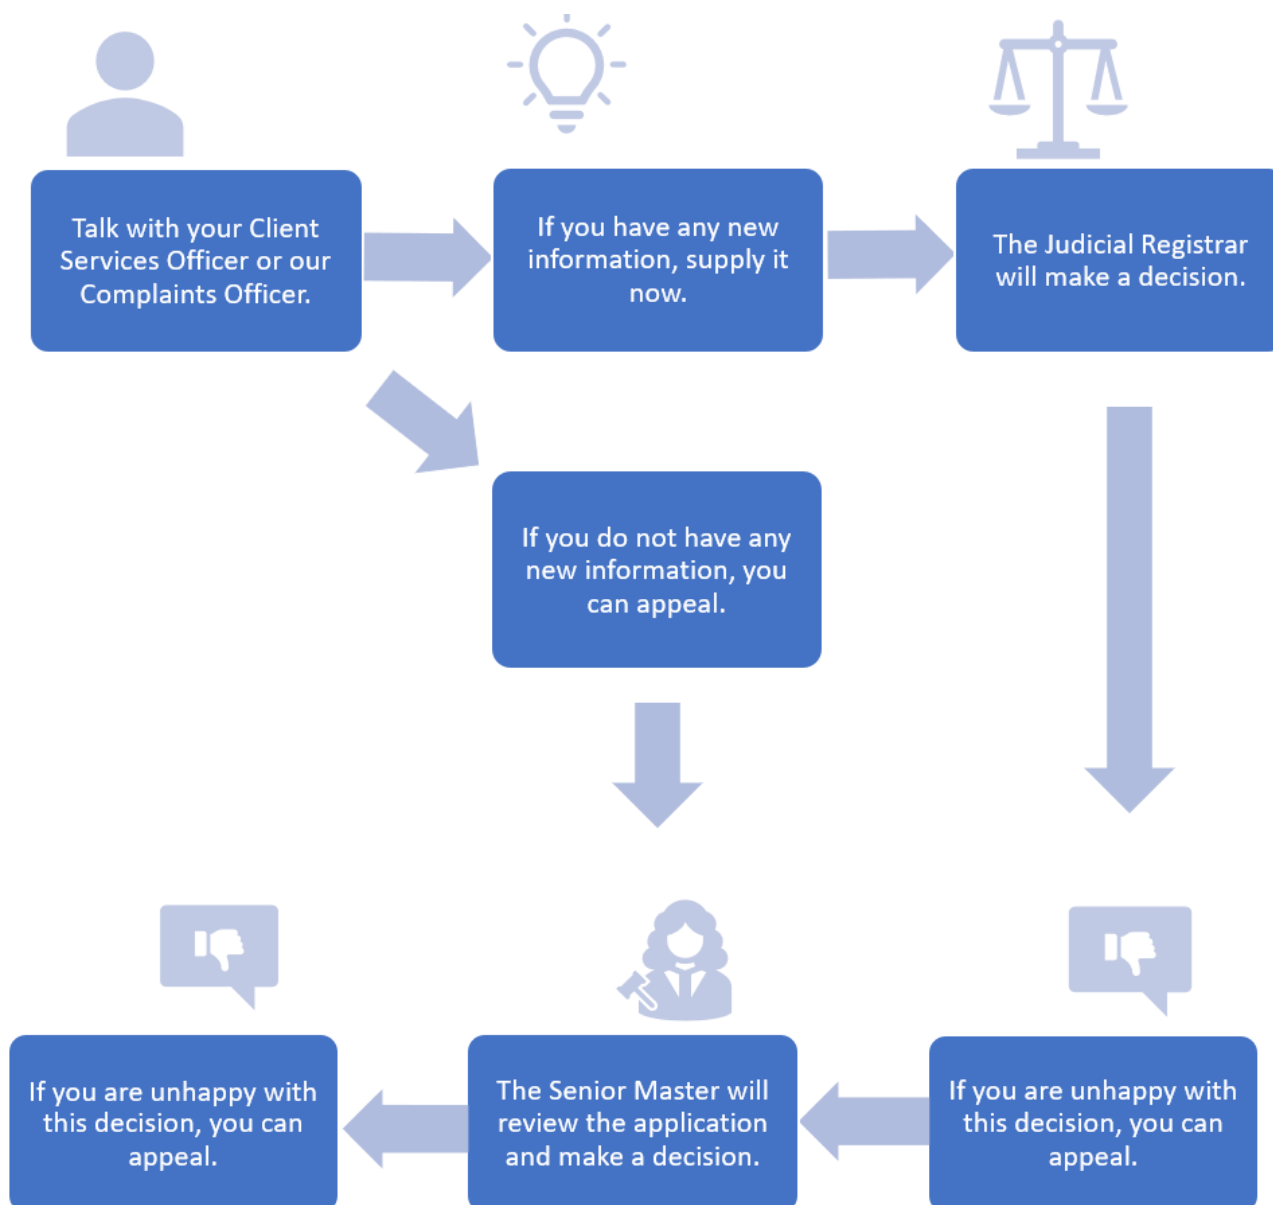 Talk with your Client
Services Officer or our
Complaints Officer.
If you have any new
information, supply it
now.
The Judicial Registrar
will make a decision.
If you do not have any
new information, you
can appeal.
If you are unhappy with
this decision, you can
appeal.
The Senior Master will
review the application
and make a decision.
If you are unhappy with
this decision, you can
appeal.